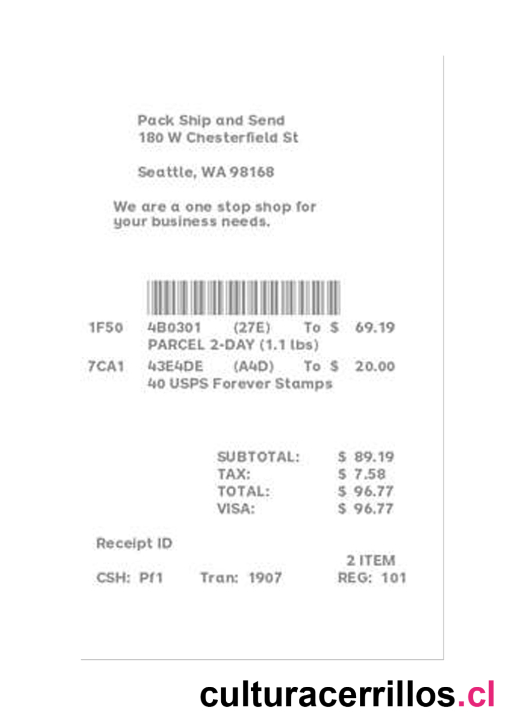 Pack Ship and Send
180 W Chesterfield St
Seattle, WA 98168
We are a one stop shop for
your business needs.
1F50 4B0301 (27E) To $ 69.19
PARCEL 2-DAY (1.1 lbs)
7CA1 43E4DE (A4D) To $ 20.00
40 USPS Forever Stamps
SUBTOTAL: $ 89.19
TAX: $ 7.58
TOTAL: $ 96.77
VISA: $ 96.77
Receipt ID
2 ITEM
CSH: Pf1 Tran: 1907 REG: 101
culturacerrillos.cl